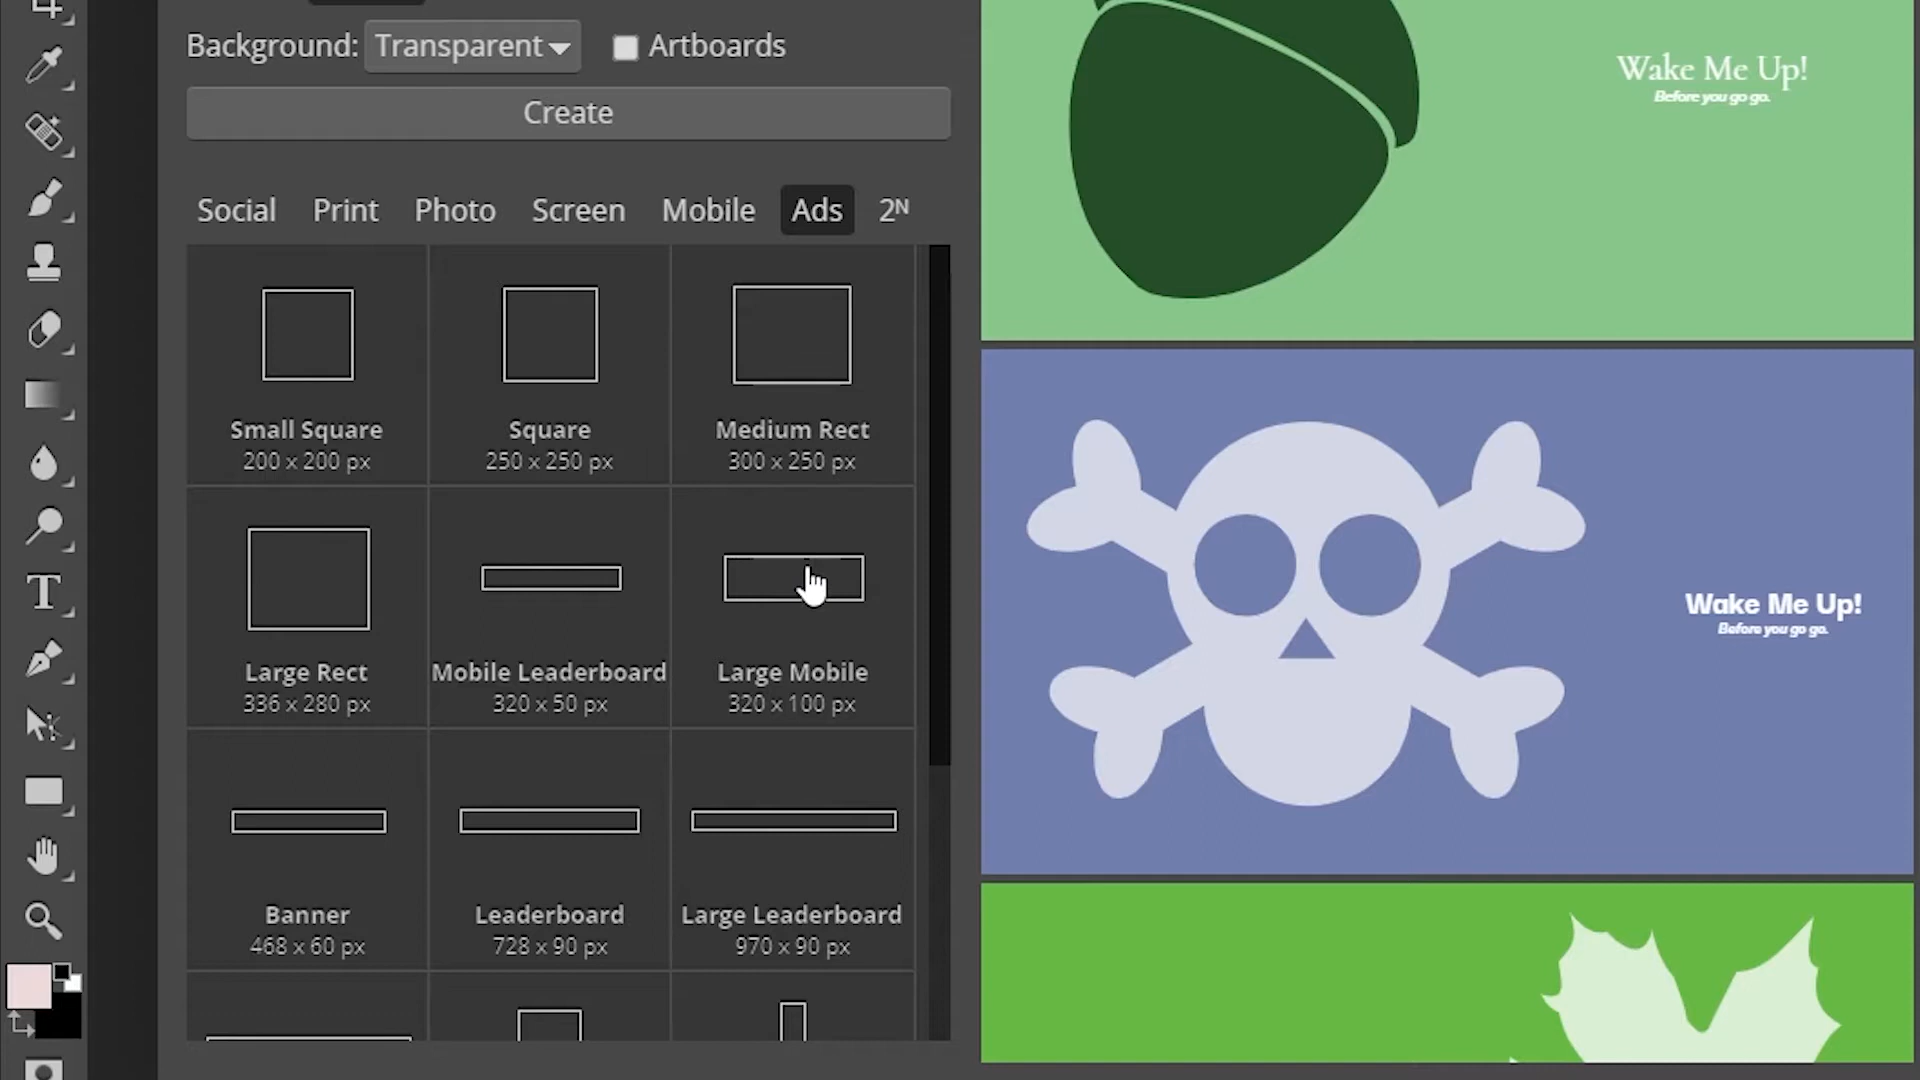 Background: Transparent Artboards
Create
Social Print Photo Screen Mobile Ads 2ᴺ
Small Square
200 x 200 px
Square
250 x 250 px
Medium Rect
300 x 250 px
Large Rect
336 x 280 px
Mobile Leaderboard
320 x 50 px
Large Mobile
320 x 100 px
Banner
468 x 60 px
Leaderboard
728 x 90 px
Large Leaderboard
970 x 90 px
T
Wake Me Up!
Before you go go.
Wake Me Up!
Before you go go.